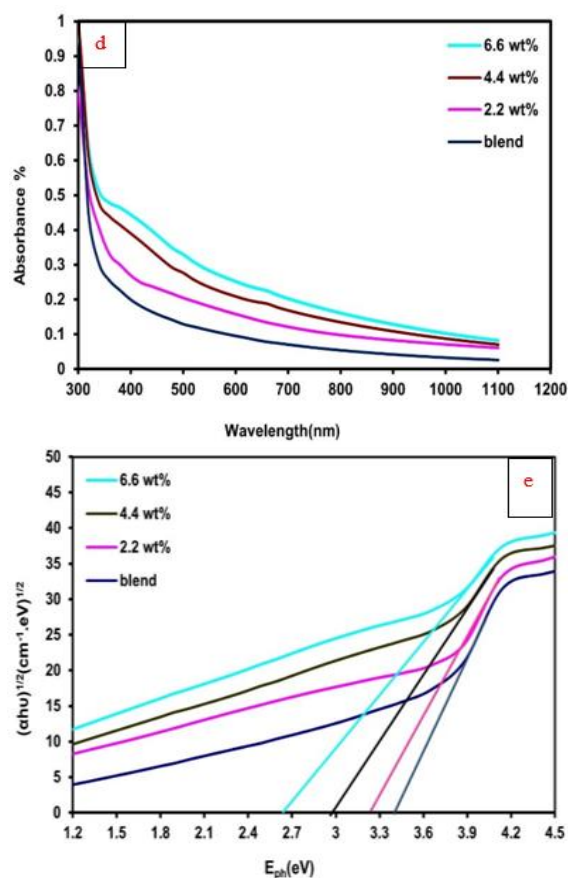 d
6.6 wt%
4.4 wt%
2.2 wt%
blend
Absorbance %
1
0.9
0.8
0.7
0.6
0.5
0.4
0.3
0.2
0.1
0
300 400 500 600 700 800 900 1000 1100 1200
Wavelength(nm)
e
6.6 wt%
4.4 wt%
2.2 wt%
blend
(αhυ)^1/2(cm^-1.eV)^1/2
50
45
40
35
30
25
20
15
10
5
0
1.2 1.5 1.8 2.1 2.4 2.7 3 3.3 3.6 3.9 4.2 4.5
E_ph(eV)